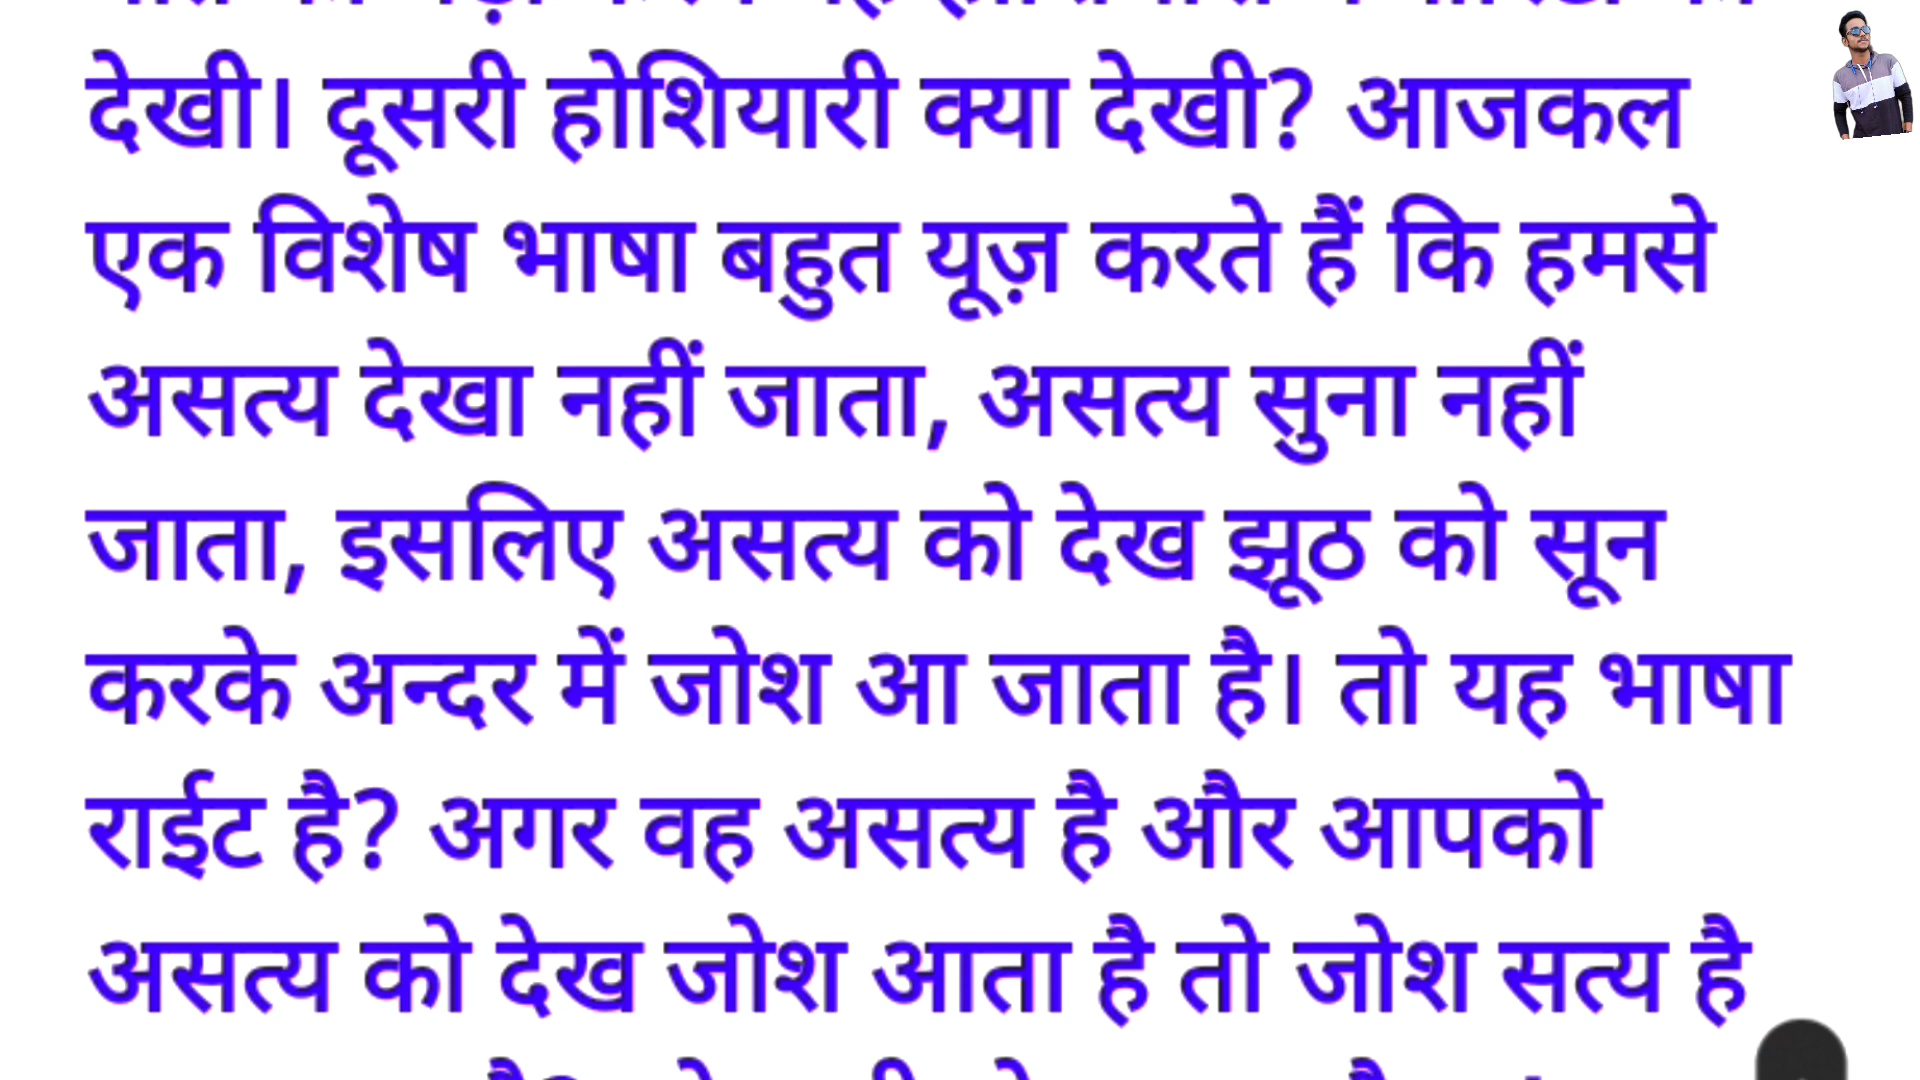 देखी। दूसरी होशियारी क्या देखी? आजकल
एक विशेष भाषा बहुत यूज़ करते हैं कि हमसे
असत्य देखा नहीं जाता, असत्य सुना नहीं
जाता, इसलिए असत्य को देख झूठ को सून
करके अन्दर में जोश आ जाता है। तो यह भाषा
राईट है? अगर वह असत्य है और आपको
असत्य को देख जोश आता है तो जोश सत्य है